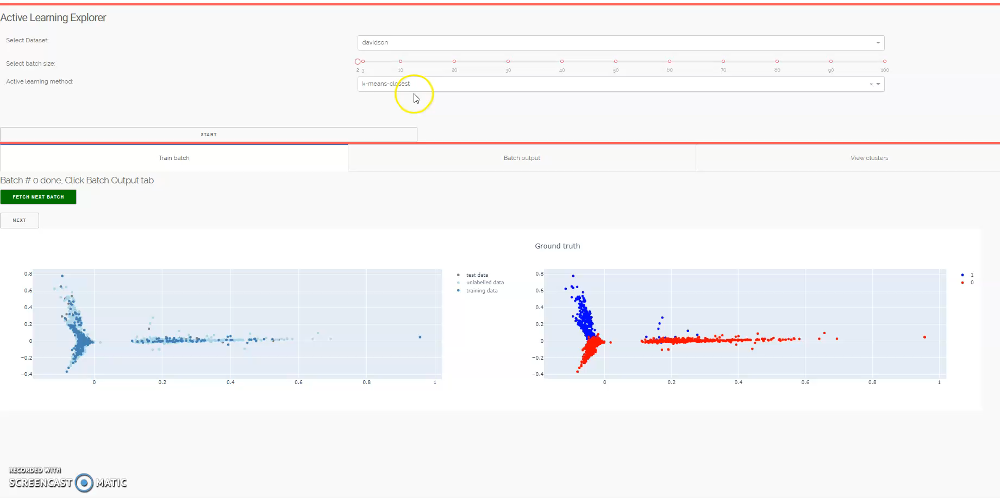 Active Learning Explorer
Select Dataset:
davidson
Select batch size:
2 3 10 20 30 40 50 60 70 80 90 100
Active learning method:
k-means-closest
×
START
Train batch
Batch output
View clusters
Batch # 0 done, Click Batch Output tab
FETCH NEXT BATCH
NEXT
Ground truth
0.8
0.6
0.4
0.2
0
−0.2
−0.4
0 0.2 0.4 0.6 0.8 1
test data
unlabelled data
training data
0.8
0.6
0.4
0.2
0
−0.2
−0.4
0 0.2 0.4 0.6 0.8 1
1
0
RECORDED WITH
SCREENCAST MATIC